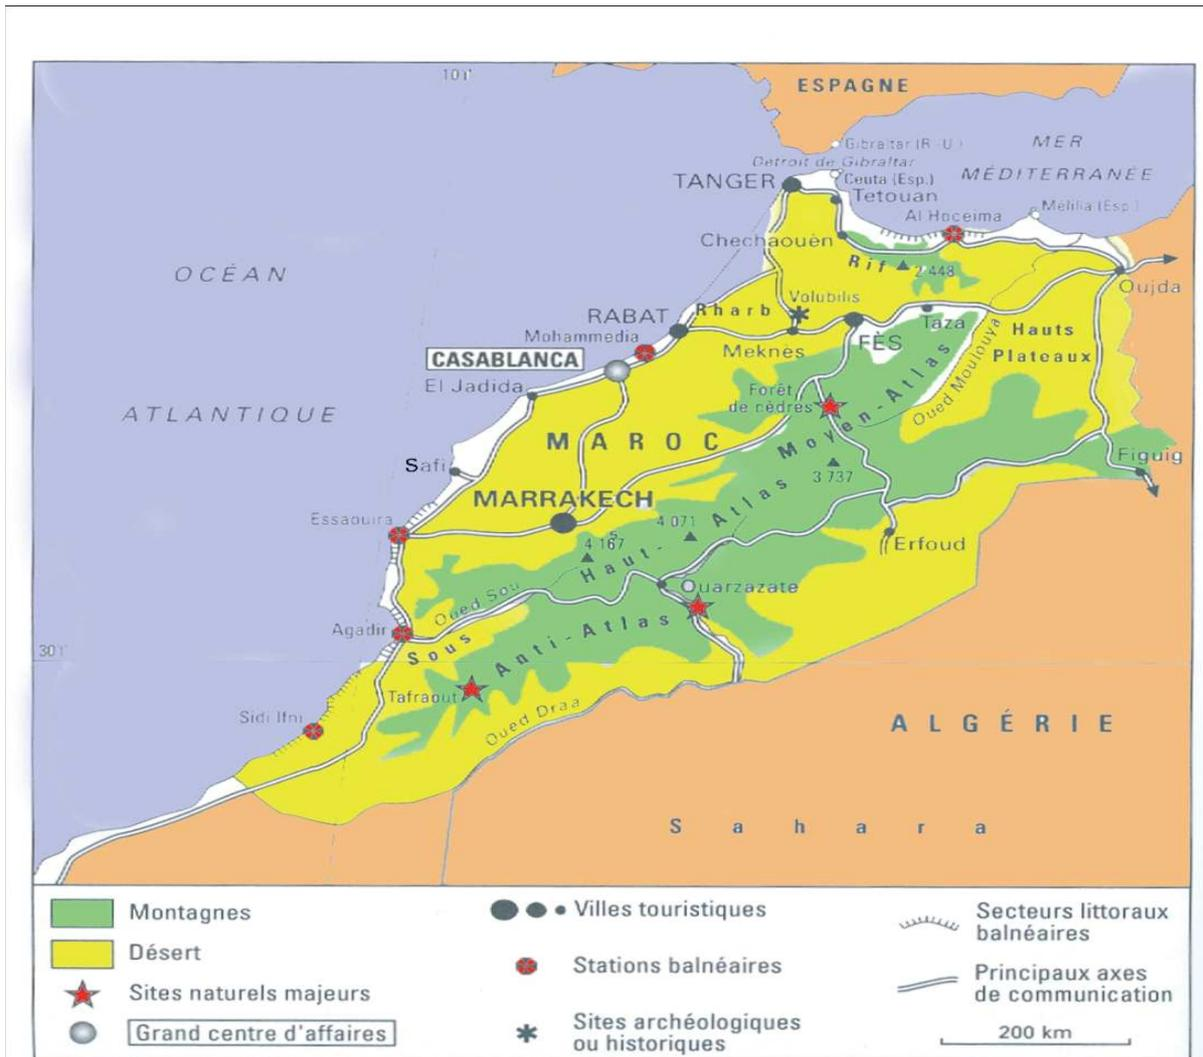 10 1'
ESPAGNE
Gibraltar (R.-U.)
MER
MÉDITERRANÉE
Détroit de Gibraltar
Ceuta (Esp.)
TANGER
Tetouan
Al Hoceima
Mélilia (Esp.)
Chechaouèn
Rif
2 448
Oujda
OCÉAN
ATLANTIQUE
Volubilis
Rharb
RABAT
Mohammedia
Taza
Hauts
Plateaux
Meknès
FÈS
CASABLANCA
El Jadida
Oued Moulouya
Forêt
de cèdres
Moyen-Atlas
MAROC
Safi
3 737
Figuig
MARRAKECH
Essaouira
4 071
4 167
Haut-Atlas
Erfoud
Oued Sou
Ouarzazate
Agadir
Sous
Anti-Atlas
30 1'
Tafraout
Oued Draa
Sidi Ifni
ALGÉRIE
Sahara
Montagnes
Désert
Sites naturels majeurs
Grand centre d'affaires
Villes touristiques
Stations balnéaires
Sites archéologiques
ou historiques
Secteurs littoraux
balnéaires
Principaux axes
de communication
200 km